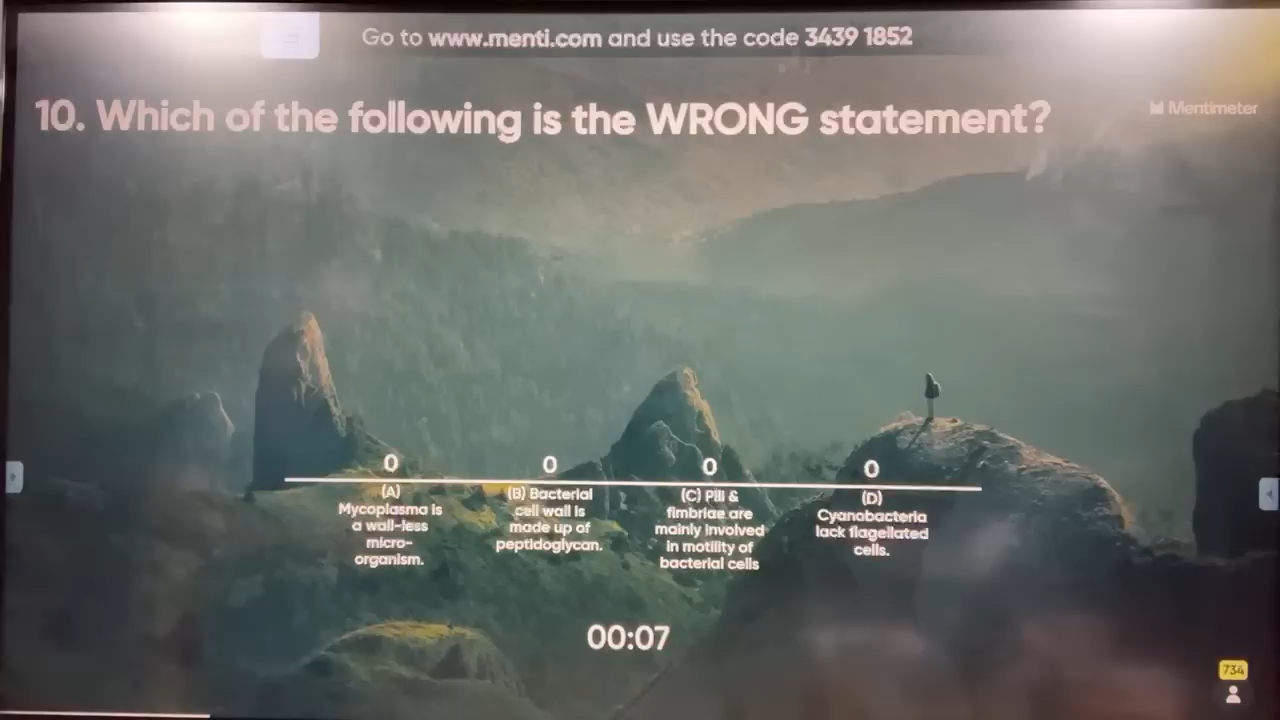 Go to www.menti.com and use the code 3439 1852
10. Which of the following is the WRONG statement?
Mentimeter
0
(A)
Mycoplasma is
a wall-less
micro-
organism.
0
(B) Bacterial
cell wall is
made up of
peptidoglycan.
0
(C) Pili &
fimbriae are
mainly involved
in motility of
bacterial cells
0
(D)
Cyanobacteria
lack flagellated
cells.
00:07
734